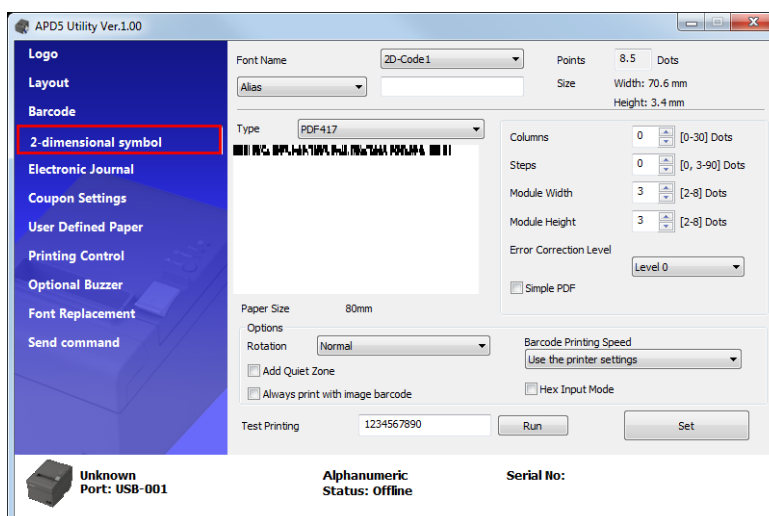 APD5 Utility Ver.1.00
Logo
Layout
Barcode
2-dimensional symbol
Electronic Journal
Coupon Settings
User Defined Paper
Printing Control
Optional Buzzer
Font Replacement
Send command
Font Name 2D-Code1 Points 8.5 Dots
Alias Size Width: 70.6 mm
Height: 3.4 mm
Type PDF417
Columns 0 [0-30] Dots
Steps 0 [0, 3-90] Dots
Module Width 3 [2-8] Dots
Module Height 3 [2-8] Dots
Error Correction Level
Level 0
Simple PDF
Paper Size 80mm
Options
Rotation Normal
Barcode Printing Speed
Use the printer settings
Add Quiet Zone
Always print with image barcode
Hex Input Mode
Test Printing 1234567890 Run Set
Unknown Alphanumeric Serial No:
Port: USB-001 Status: Offline